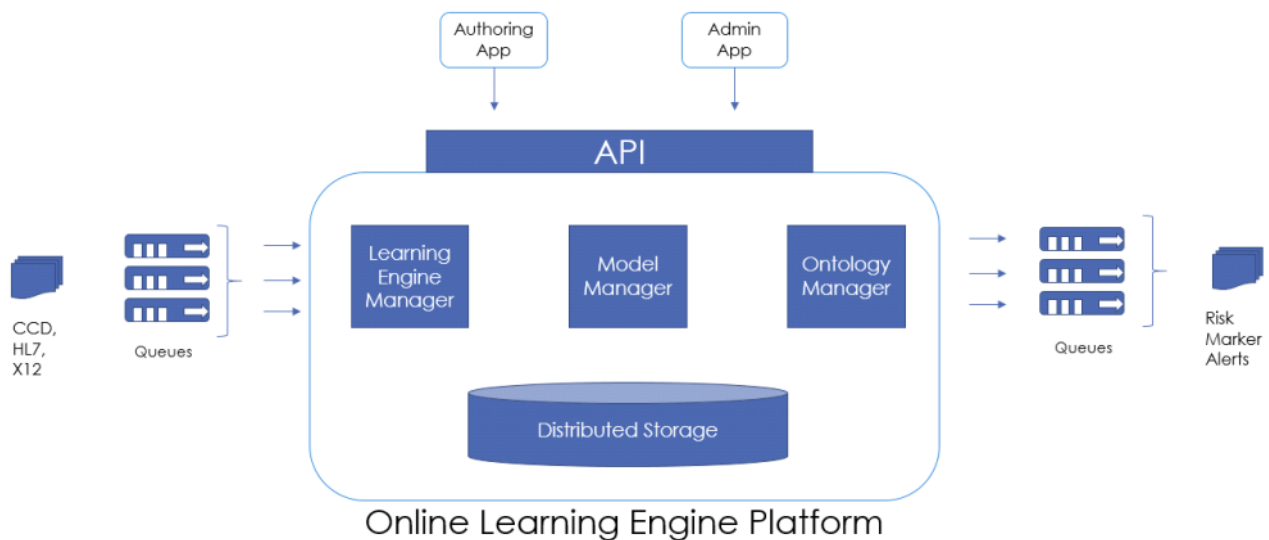 Authoring
App
Admin
App
API
Learning
Engine
Manager
Model
Manager
Ontology
Manager
CCD,
HL7,
X12
Queues
Queues
Risk
Marker
Alerts
Distributed Storage
Online Learning Engine Platform